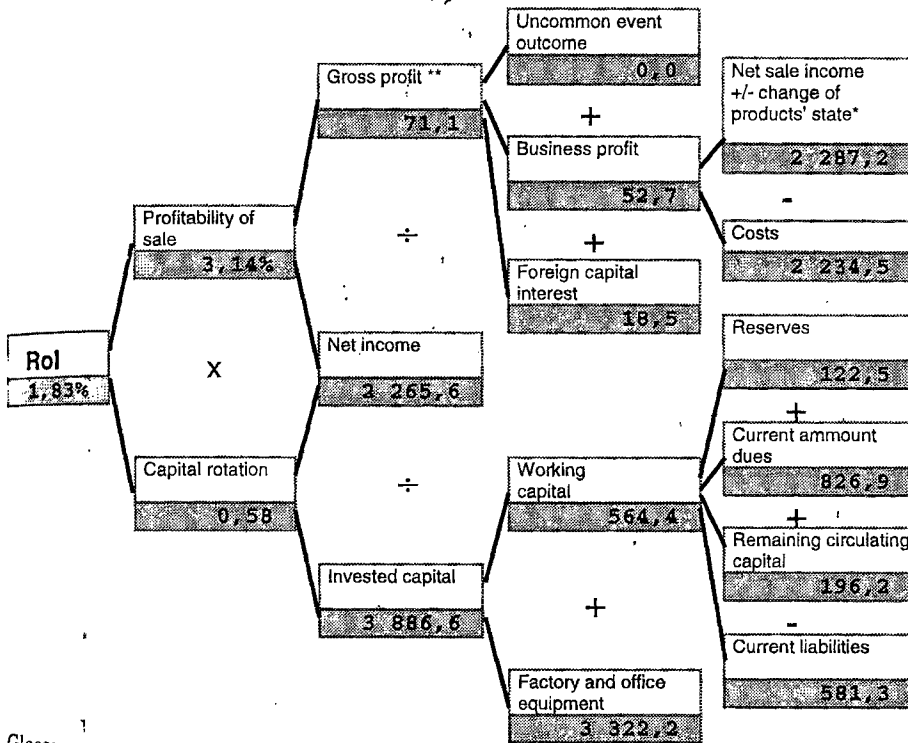 Uncommon event
outcome
0,0
Gross profit **
71,1
+
Net sale income
+/- change of
products' state*
2 287,2
Business profit
52,7
-
Profitability of
sale
3,14%
÷
+
Costs
2 234,5
Foreign capital
interest
18,5
RoI
1,83%
x
Net income
2 265,6
Reserves
122,5
+
Capital rotation
0,58
÷
Working
capital
564,4
Current ammount
dues
826,9
+
Invested capital
3 886,6
+
Remaining circulating
capital
196,2
-
Factory and office
equipment
3 322,2
Current liabilities
581,3